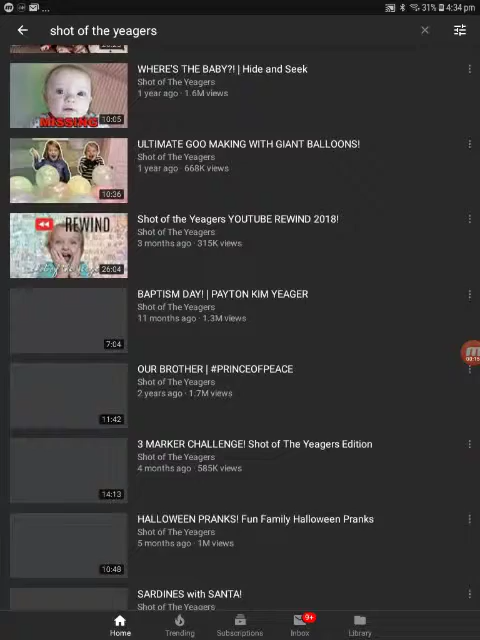 31% 4:34 pm
shot of the yeagers
WHERE'S THE BABY?! | Hide and Seek
Shot of The Yeagers
1 year ago · 1.6M views
MISSING
10:05
ULTIMATE GOO MAKING WITH GIANT BALLOONS!
Shot of The Yeagers
1 year ago · 668K views
10:36
Shot of the Yeagers YOUTUBE REWIND 2018!
Shot of The Yeagers
3 months ago · 315K views
REWIND
26:04
BAPTISM DAY! | PAYTON KIM YEAGER
Shot of The Yeagers
11 months ago · 1.3M views
7:04
OUR BROTHER | #PRINCEOFPEACE
Shot of The Yeagers
2 years ago · 1.7M views
11:42
3 MARKER CHALLENGE! Shot of The Yeagers Edition
Shot of The Yeagers
4 months ago · 585K views
14:13
HALLOWEEN PRANKS! Fun Family Halloween Pranks
Shot of The Yeagers
5 months ago · 1M views
10:48
SARDINES with SANTA!
Shot of The Yeagers
9+
Home Trending Subscriptions Inbox Library